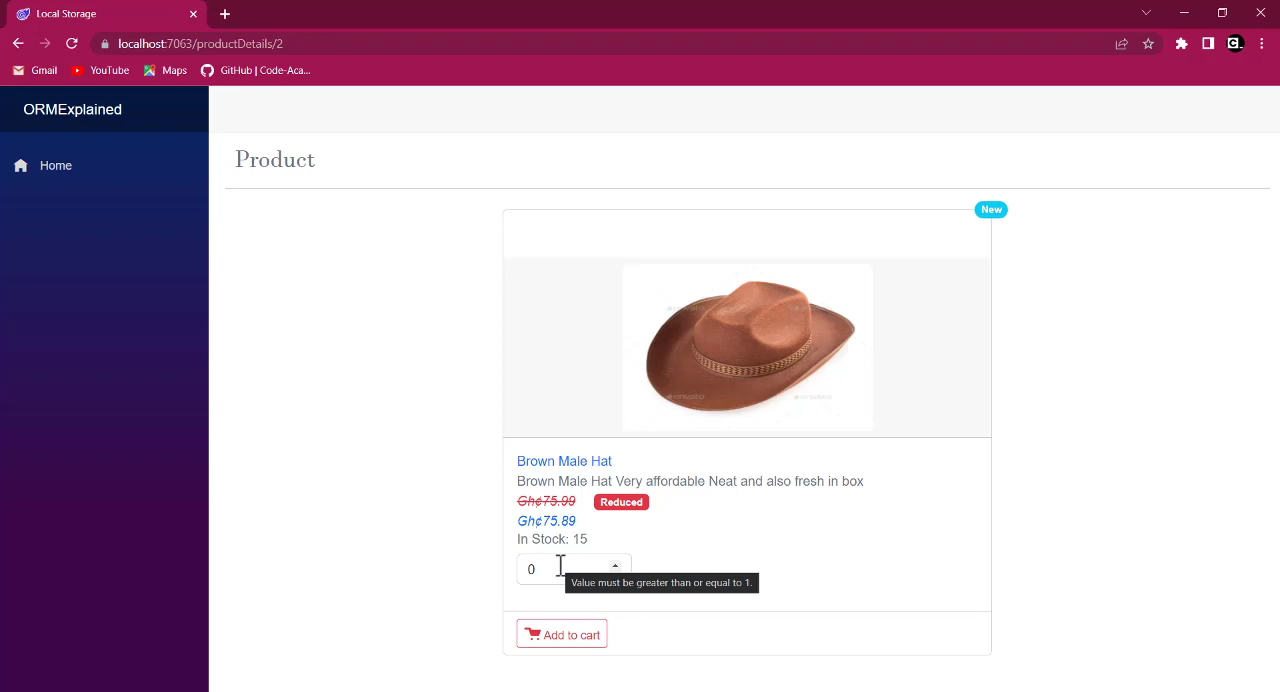 Local Storage
localhost:7063/productDetails/2
Gmail
YouTube
Maps
GitHub | Code-Aca...
ORMExplained
Home
Product
New
Brown Male Hat
Brown Male Hat Very affordable Neat and also fresh in box
Gh¢75.99 Reduced
Gh¢75.89
In Stock: 15
0
Value must be greater than or equal to 1.
Add to cart